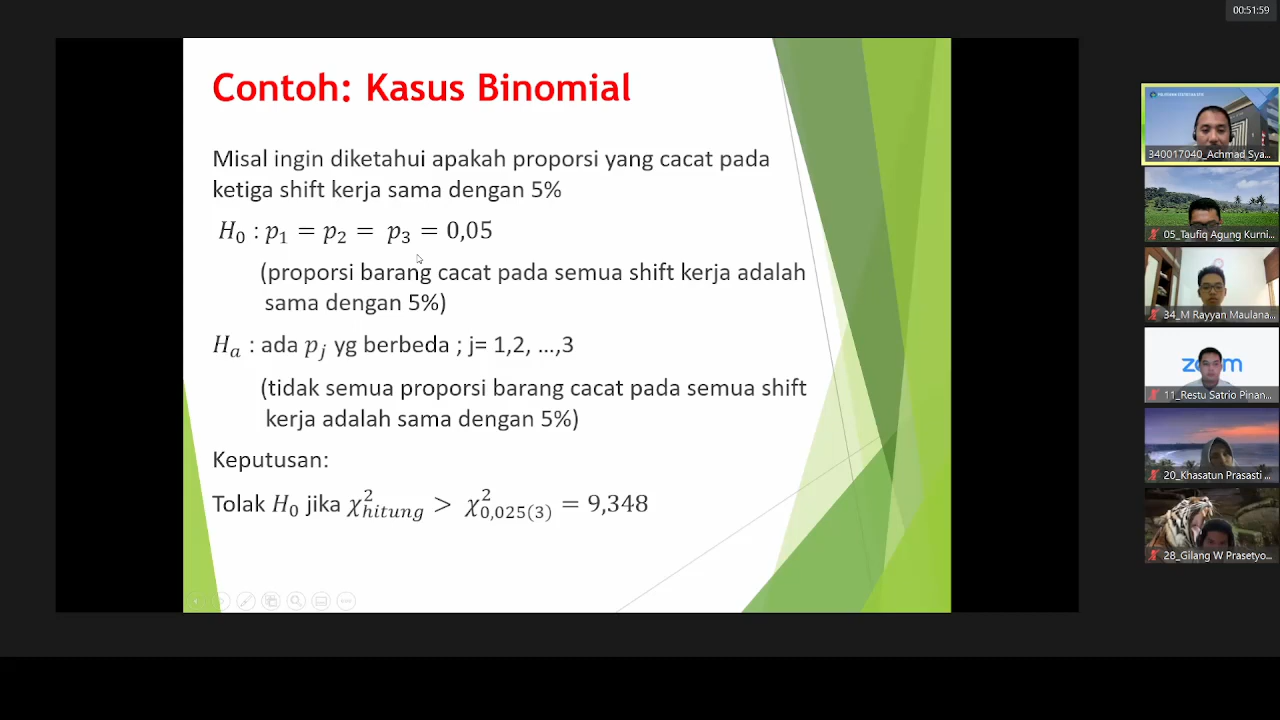 00:51:59
Contoh: Kasus Binomial
Misal ingin diketahui apakah proporsi yang cacat pada
ketiga shift kerja sama dengan 5%
H₀ : p₁ = p₂ = p₃ = 0,05
(proporsi barang cacat pada semua shift kerja adalah
sama dengan 5%)
Hₐ : ada pⱼ yg berbeda ; j= 1,2, …,3
(tidak semua proporsi barang cacat pada semua shift
kerja adalah sama dengan 5%)
Keputusan:
Tolak H₀ jika χ²hitung > χ²0,025(3) = 9,348
340017040_Achmad Sya...
05_Taufiq Agung Kurni...
34_M Rayyan Maulana...
zoom
11_Restu Satrio Pinan...
20_Khasatun Prasasti ...
28_Gilang W Prasetyo...